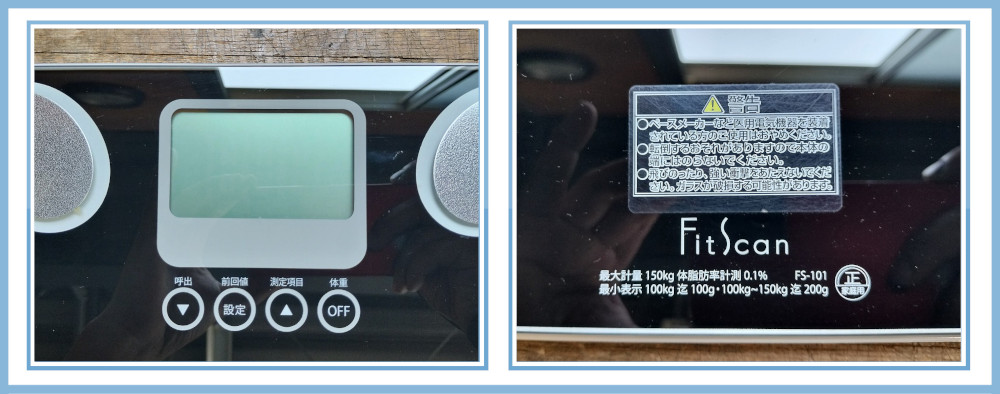 呼出 前回値 測定項目 体重
▼ 設定 ▲ OFF
警告
●ペースメーカーなど医用電気機器を装着
されている方のご使用はおやめください。
●転倒するおそれがありますので本体の
端にはのらないでください。
●飛びのったり、強い衝撃をあたえないでくだ
さい。ガラスが破損する可能性があります。
FitScan
最大計量 150kg 体脂肪率計測 0.1% FS-101
最小表示 100kg 迄 100g・100kg~150kg 迄 200g
正
家庭用